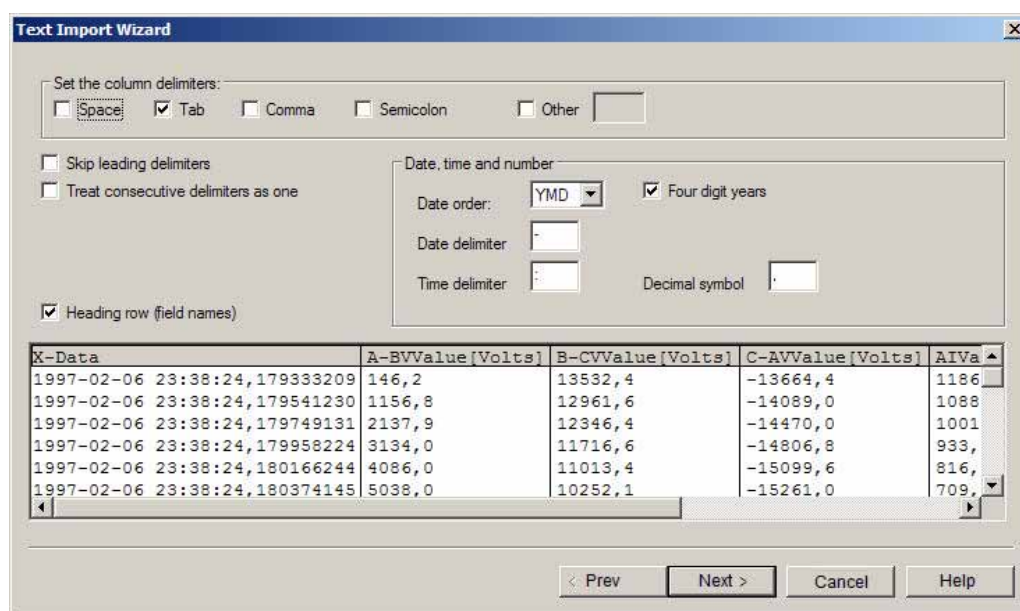 Text Import Wizard
Set the column delimiters:
Space Tab Comma Semicolon Other
Skip leading delimiters
Treat consecutive delimiters as one
Date, time and number
Date order: YMD Four digit years
Date delimiter -
Time delimiter :
Decimal symbol .
Heading row (field names)
X-Data A-BVValue[Volts] B-CVValue[Volts] C-AVValue[Volts] AIVa
1997-02-06 23:38:24,179333209 146,2 13532,4 -13664,4 1186
1997-02-06 23:38:24,179541230 1156,8 12961,6 -14089,0 1088
1997-02-06 23:38:24,179749131 2137,9 12346,4 -14470,0 1001
1997-02-06 23:38:24,179958224 3134,0 11716,6 -14806,8 933,
1997-02-06 23:38:24,180166244 4086,0 11013,4 -15099,6 816,
1997-02-06 23:38:24,180374145 5038,0 10252,1 -15261,0 709,
< Prev Next > Cancel Help